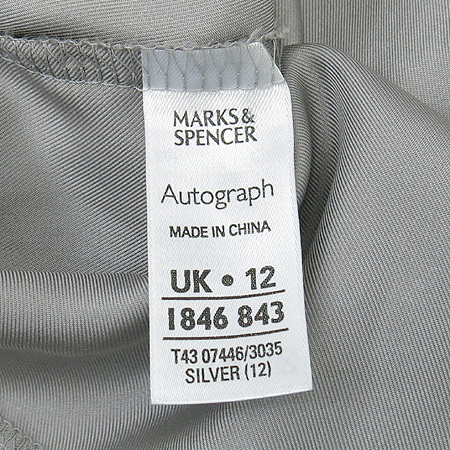 MARKS&
SPENCER
Autograph
MADE IN CHINA
UK • 12
1846 843
T43 07446/3035
SILVER (12)